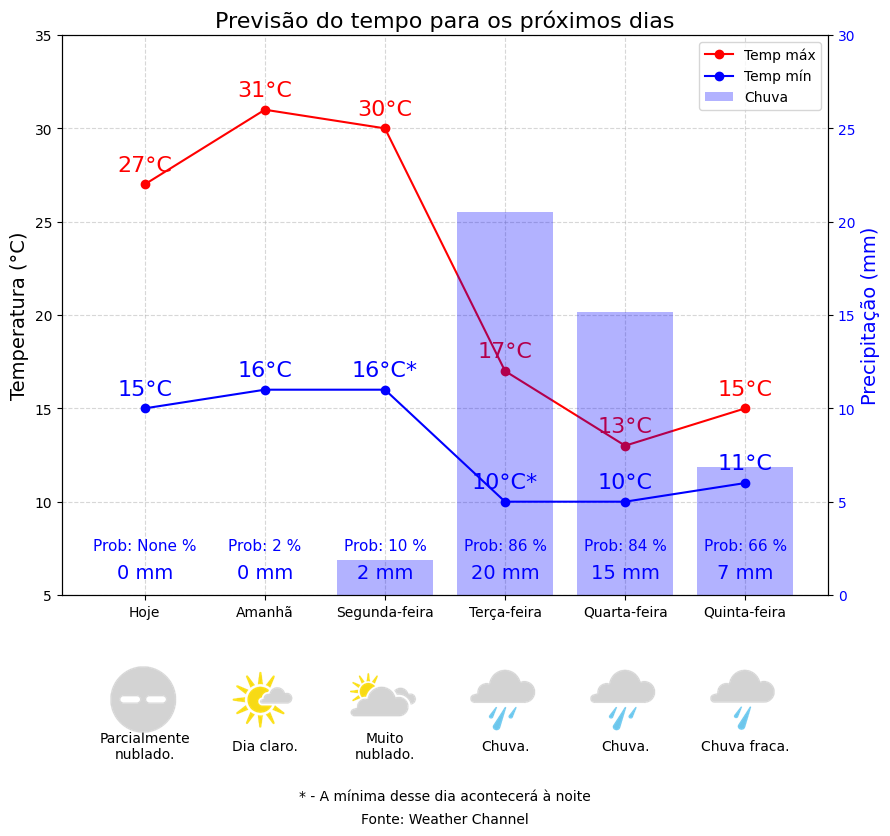 Previsão do tempo para os próximos dias
Temp máx
Temp mín
Chuva
Temperatura (°C)
Precipitação (mm)
35
30
25
20
15
10
5
30
25
20
15
10
5
0
27°C
31°C
30°C
17°C
13°C
15°C
15°C
16°C
16°C*
10°C*
10°C
11°C
Prob: None %
Prob: 2 %
Prob: 10 %
Prob: 86 %
Prob: 84 %
Prob: 66 %
0 mm
0 mm
2 mm
20 mm
15 mm
7 mm
Hoje
Amanhã
Segunda-feira
Terça-feira
Quarta-feira
Quinta-feira
Parcialmente
nublado.
Dia claro.
Muito
nublado.
Chuva.
Chuva.
Chuva fraca.
* - A mínima desse dia acontecerá à noite
Fonte: Weather Channel